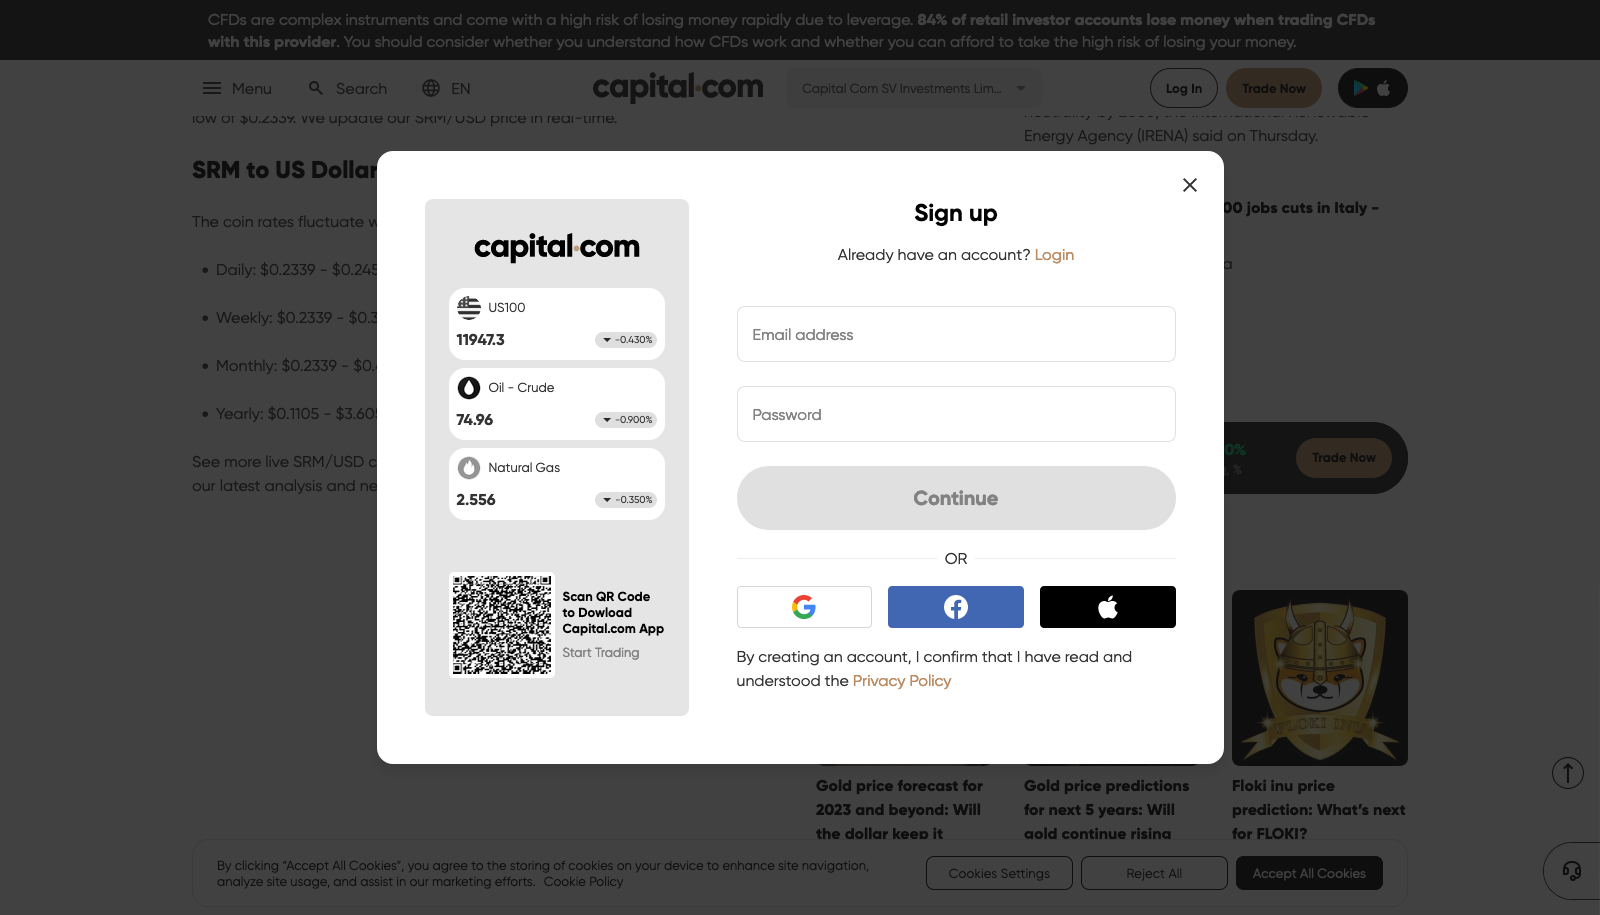 CFDs are complex instruments and come with a high risk of losing money rapidly due to leverage. 84% of retail investor accounts lose money when trading CFDs
with this provider. You should consider whether you understand how CFDs work and whether you can afford to take the high risk of losing your money.
Menu
Search
EN
capital.com
Capital Com SV Investments Lim...
Log In
Trade Now
low of $0.2339. We update our SRM/USD price in real-time.
Energy Agency (IRENA) said on Thursday.
SRM to US Dollar
00 jobs cuts in Italy -
The coin rates fluctuate
Daily: $0.2339 - $0.245
Weekly: $0.2339 - $0.3
Monthly: $0.2339 - $0.
Yearly: $0.1105 - $3.605
See more live SRM/USD
our latest analysis and
0%
%
Trade Now
capital.com
US100
11947.3
-0.430%
Oil - Crude
74.96
-0.900%
Natural Gas
2.556
-0.350%
Scan QR Code
to Dowload
Capital.com App
Start Trading
Sign up
Already have an account? Login
Email address
Password
Continue
OR
By creating an account, I confirm that I have read and
understood the Privacy Policy
FLOKI INU
FLOKI INU
Gold price forecast for
2023 and beyond: Will
the dollar keep it
Gold price predictions
for next 5 years: Will
gold continue rising
Floki inu price
prediction: What's next
for FLOKI?
By clicking "Accept All Cookies", you agree to the storing of cookies on your device to enhance site navigation,
analyze site usage, and assist in our marketing efforts. Cookie Policy
Cookies Settings
Reject All
Accept All Cookies